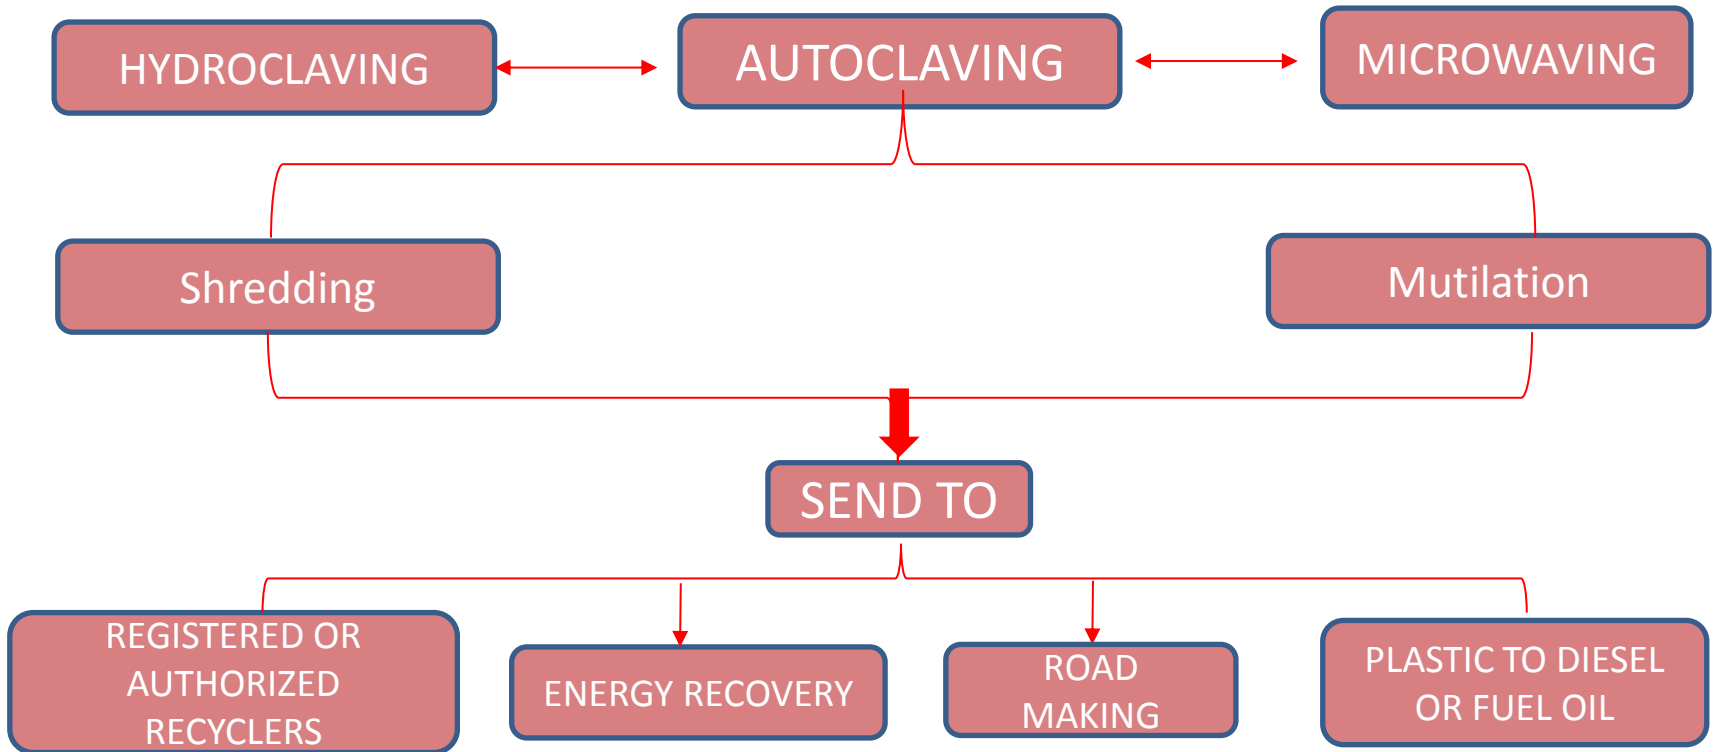 HYDROCLAVING
AUTOCLAVING
MICROWAVING
Shredding
Mutilation
SEND TO
REGISTERED OR
AUTHORIZED
RECYCLERS
ENERGY RECOVERY
ROAD
MAKING
PLASTIC TO DIESEL
OR FUEL OIL